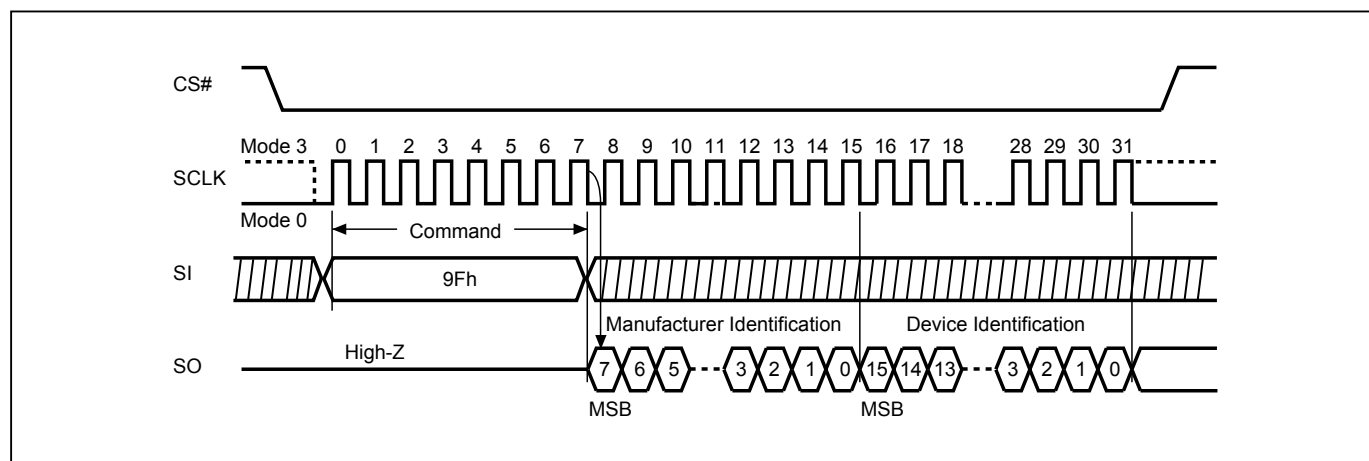 CS#
Mode 3 0 1 2 3 4 5 6 7 8 9 10 11 12 13 14 15 16 17 18 28 29 30 31
SCLK
Mode 0
Command
SI 9Fh
Manufacturer Identification Device Identification
High-Z
SO 7 6 5 3 2 1 0 15 14 13 3 2 1 0
MSB MSB